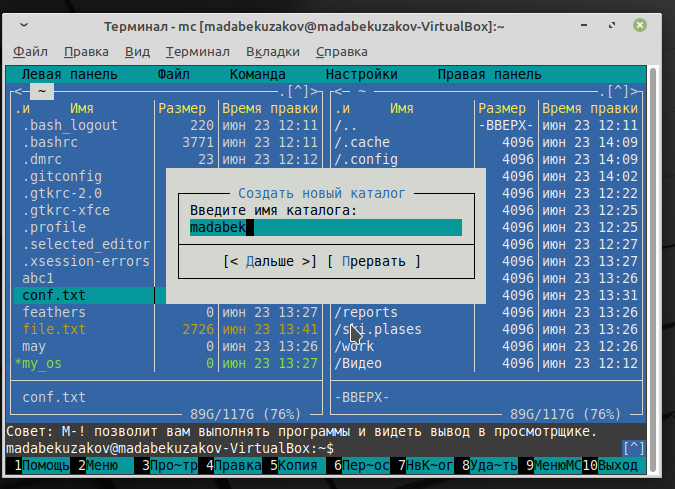 Терминал - mc [madabekuzakov@madabekuzakov-VirtualBox]:~
Файл Правка Вид Терминал Вкладки Справка
Левая панель Файл Команда Настройки Правая панель
<─ ~ .[^]> <─ ~ .[^]>
.и Имя Размер Время правки .и Имя Размер Время правки
.bash_logout 220 июн 23 12:11 /.. -ВВЕРХ- июн 23 12:11
.bashrc 3771 июн 23 12:11 /.cache 4096 июн 23 14:09
.dmrc 23 июн 23 12:12 /.config 4096 июн 23 14:09
.gitconfig 4096 июн 23 14:02
.gtkrc-2.0 Создать новый каталог 4096 июн 23 12:22
.gtkrc-xfce Введите имя каталога: 4096 июн 23 12:25
.profile madabek 4096 июн 23 12:25
.selected_editor 4096 июн 23 12:27
.xsession-errors [< Дальше >] [ Прервать ] 4096 июн 23 13:27
abc1 4096 июн 23 13:26
conf.txt 4096 июн 23 13:31
feathers 0 июн 23 13:27 /reports 4096 июн 23 13:26
file.txt 2726 июн 23 13:41 /ski.plases 4096 июн 23 13:26
may 0 июн 23 13:26 /work 4096 июн 23 13:26
*my_os 0 июн 23 13:27 /Видео 4096 июн 23 12:12
conf.txt -ВВЕРХ-
89G/117G (76%) 89G/117G (76%)
Совет: M-! позволит вам выполнять программы и видеть вывод в просмотрщике.
madabekuzakov@madabekuzakov-VirtualBox:~$ [^]
1Помощь 2Меню 3Про~тр 4Правка 5Копия 6Пер~ос 7НвК~ог 8Уда~ть 9МенюMC 10Выход